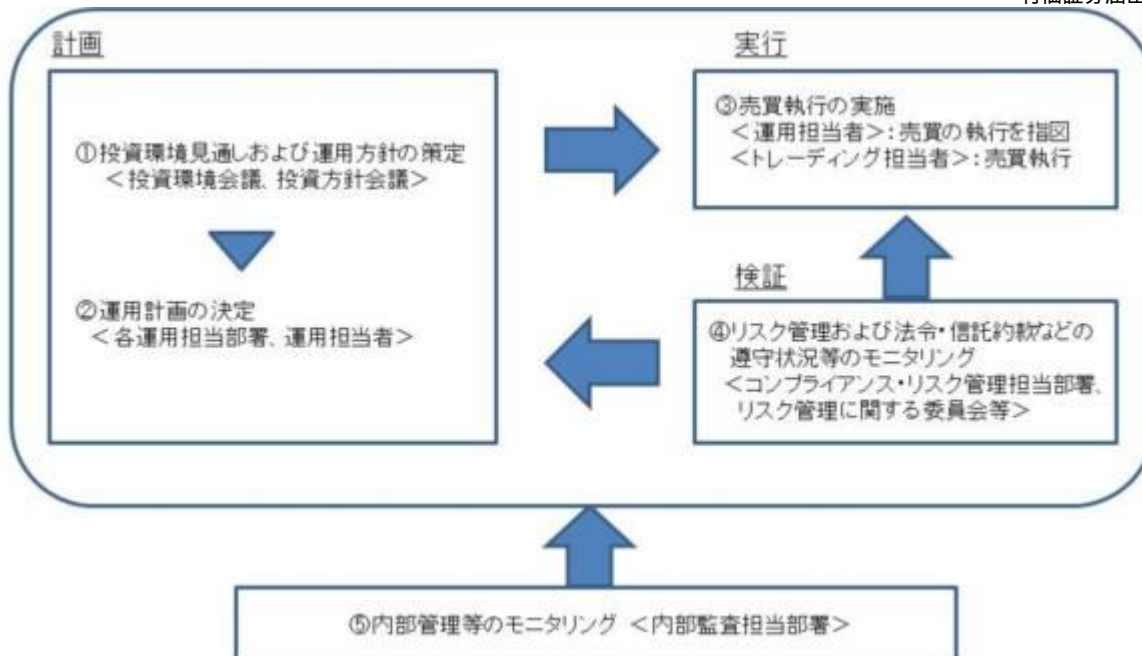 計画
①投資環境見通しおよび運用方針の策定
＜投資環境会議、投資方針会議＞
②運用計画の決定
＜各運用担当部署、運用担当者＞
実行
③売買執行の実施
＜運用担当者＞：売買の執行を指図
＜トレーディング担当者＞：売買執行
検証
④リスク管理および法令・信託約款などの
遵守状況等のモニタリング
＜コンプライアンス・リスク管理担当部署、
リスク管理に関する委員会等＞
⑤内部管理等のモニタリング ＜内部監査担当部署＞